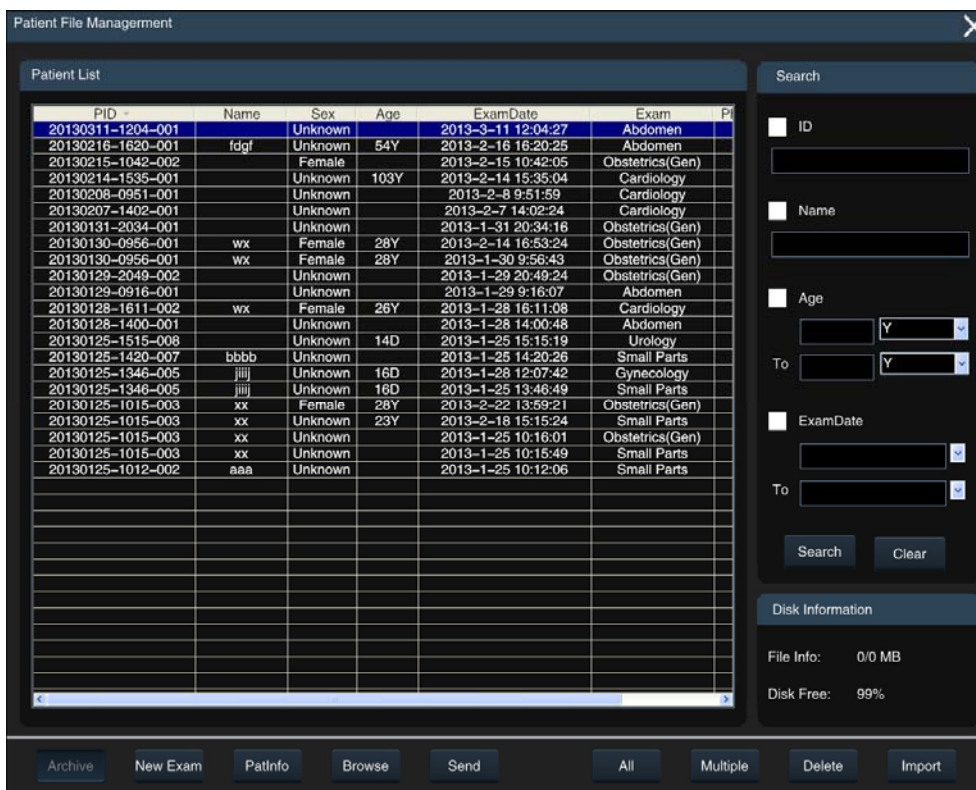 Patient File Management
Patient List
PID Name Sex Age ExamDate Exam
20130311-1204-001 Unknown 2013-3-11 12:04:27 Abdomen
20130216-1620-001 fdgf Unknown 54Y 2013-2-16 16:20:25 Abdomen
20130215-1042-002 Female 2013-2-15 10:42:05 Obstetrics(Gen)
20130214-1535-001 Unknown 103Y 2013-2-14 15:35:04 Cardiology
20130208-0951-001 Unknown 2013-2-8 9:51:59 Cardiology
20130207-1402-001 Unknown 2013-2-7 14:02:24 Cardiology
20130131-2034-001 Unknown 2013-1-31 20:34:16 Obstetrics(Gen)
20130130-0956-001 wx Female 28Y 2013-2-14 16:53:24 Obstetrics(Gen)
20130130-0956-001 wx Female 28Y 2013-1-30 9:56:43 Obstetrics(Gen)
20130129-2049-002 Unknown 2013-1-29 20:49:24 Obstetrics(Gen)
20130129-0916-001 Unknown 2013-1-29 9:16:07 Abdomen
20130128-1611-002 wx Female 26Y 2013-1-28 16:11:08 Cardiology
20130128-1400-001 Unknown 2013-1-28 14:00:48 Abdomen
20130125-1515-008 Unknown 14D 2013-1-25 15:15:19 Urology
20130125-1420-007 bbbb Unknown 2013-1-25 14:20:26 Small Parts
20130125-1346-005 Unknown 16D 2013-1-28 12:07:42 Gynecology
20130125-1346-005 Unknown 16D 2013-1-25 13:46:49 Small Parts
20130125-1015-003 xx Female 28Y 2013-2-22 13:59:21 Obstetrics(Gen)
20130125-1015-003 xx Unknown 23Y 2013-2-18 15:15:24 Small Parts
20130125-1015-003 xx Unknown 2013-1-25 10:16:01 Obstetrics(Gen)
20130125-1015-003 xx Unknown 2013-1-25 10:15:49 Small Parts
20130125-1012-002 aaa Unknown 2013-1-25 10:12:06 Small Parts
Search
ID
Name
Age
Y
To Y
ExamDate
To
Search Clear
Disk Information
File Info: 0/0 MB
Disk Free: 99%
Archive New Exam PatInfo Browse Send All Multiple Delete Import